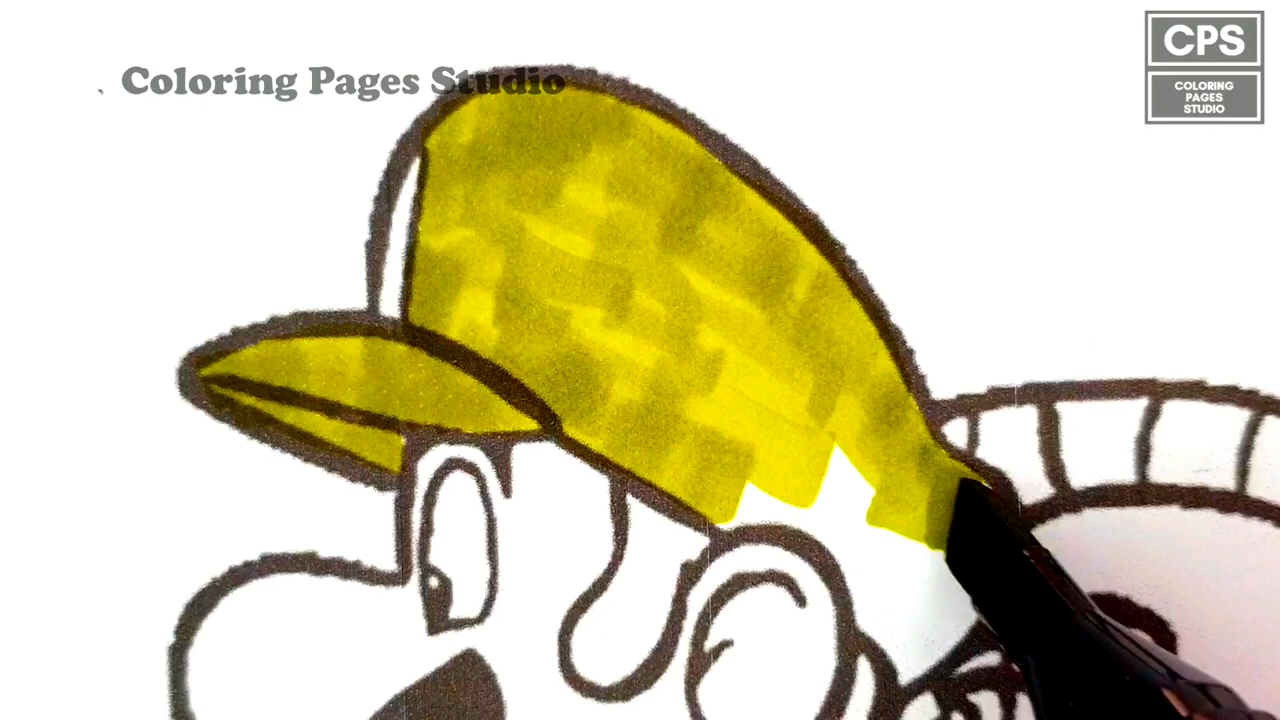 Coloring Pages Studio
CPS
COLORING
PAGES
STUDIO